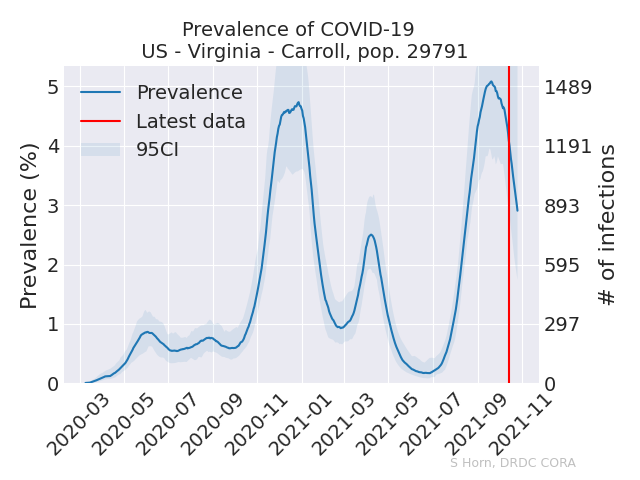 Prevalence of COVID-19
US - Virginia - Carroll, pop. 29791
Prevalence
Latest data
95CI
Prevalence (%)
5
4
3
2
1
0
1489
1191
893
595
297
0
# of infections
2020-03
2020-05
2020-07
2020-09
2020-11
2021-01
2021-03
2021-05
2021-07
2021-09
2021-11
S Horn, DRDC CORA